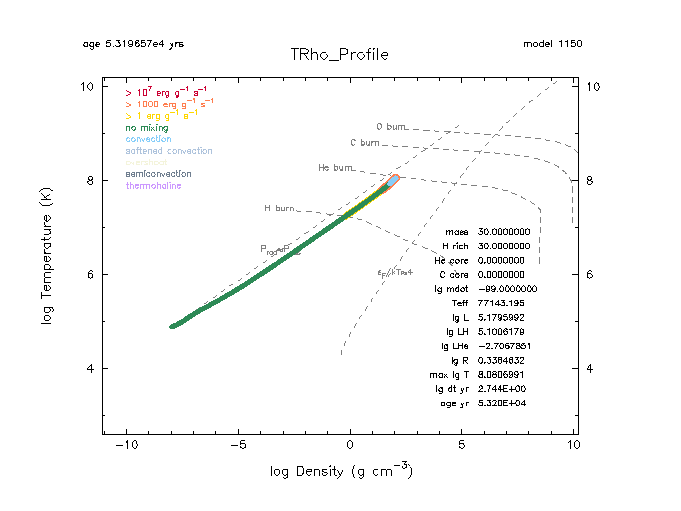 age 5.319657e4 yrs
model 1150
TRho_Profile
10
10
> 10⁷ erg g⁻¹ s⁻¹
> 1000 erg g⁻¹ s⁻¹
> 1 erg g⁻¹ s⁻¹
no mixing
convection
softened convection
overshoot
semiconvection
thermohaline
O burn
C burn
He burn
H burn
8
8
log Temperature (K)
6
6
4
4
mass 30.0000000
H rich 30.0000000
He core 0.0000000
C core 0.0000000
lg mdot -99.0000000
Teff 77143.195
lg L 5.1795992
lg LH 5.1006179
lg LHe -2.7067851
lg R 0.3364632
max lg T 8.0806991
lg dt yr 2.744E+00
age yr 5.320E+04
-10
-5
0
5
10
log Density (g cm⁻³)